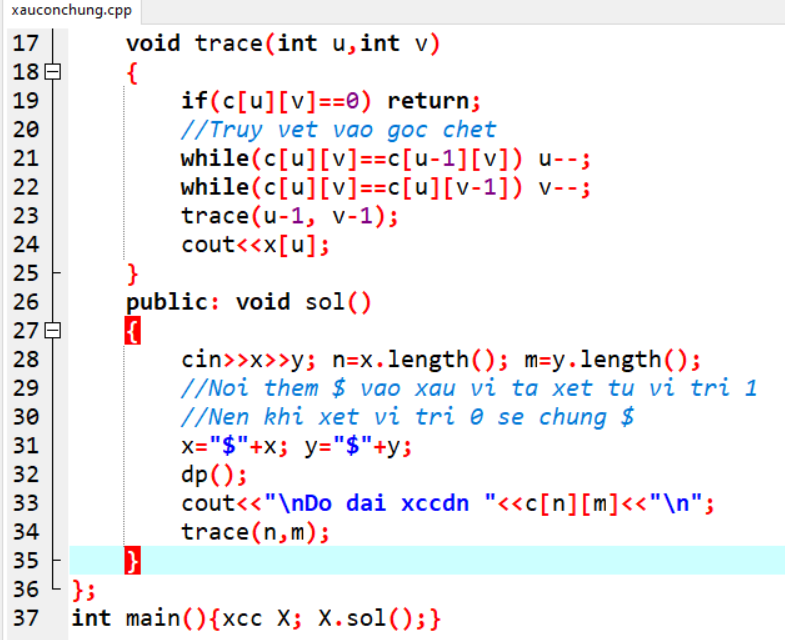 xauconchung.cpp
17 void trace(int u,int v)
18 {
19 if(c[u][v]==0) return;
20 //Truy vet vao goc chet
21 while(c[u][v]==c[u-1][v]) u--;
22 while(c[u][v]==c[u][v-1]) v--;
23 trace(u-1, v-1);
24 cout<<x[u];
25 }
26 public: void sol()
27 {
28 cin>>x>>y; n=x.length(); m=y.length();
29 //Noi them $ vao xau vi ta xet tu vi tri 1
30 //Nen khi xet vi tri 0 se chung $
31 x="$"+x; y="$"+y;
32 dp();
33 cout<<"\nDo dai xccdn "<<c[n][m]<<"\n";
34 trace(n,m);
35 }
36 };
37 int main(){xcc X; X.sol();}